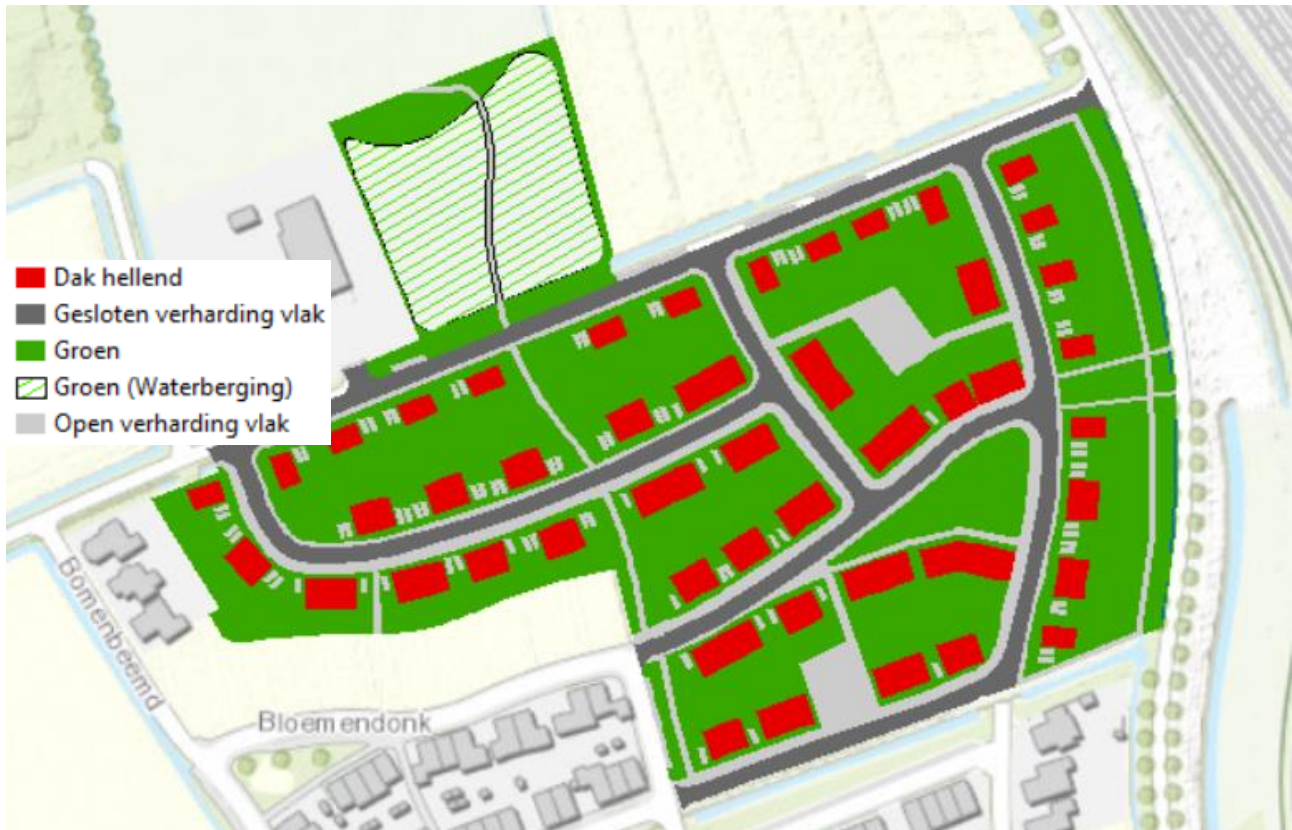 Dak hellend
Gesloten verharding vlak
Groen
Groen (Waterberging)
Open verharding vlak
Bomenbeemd
Bloemendonk